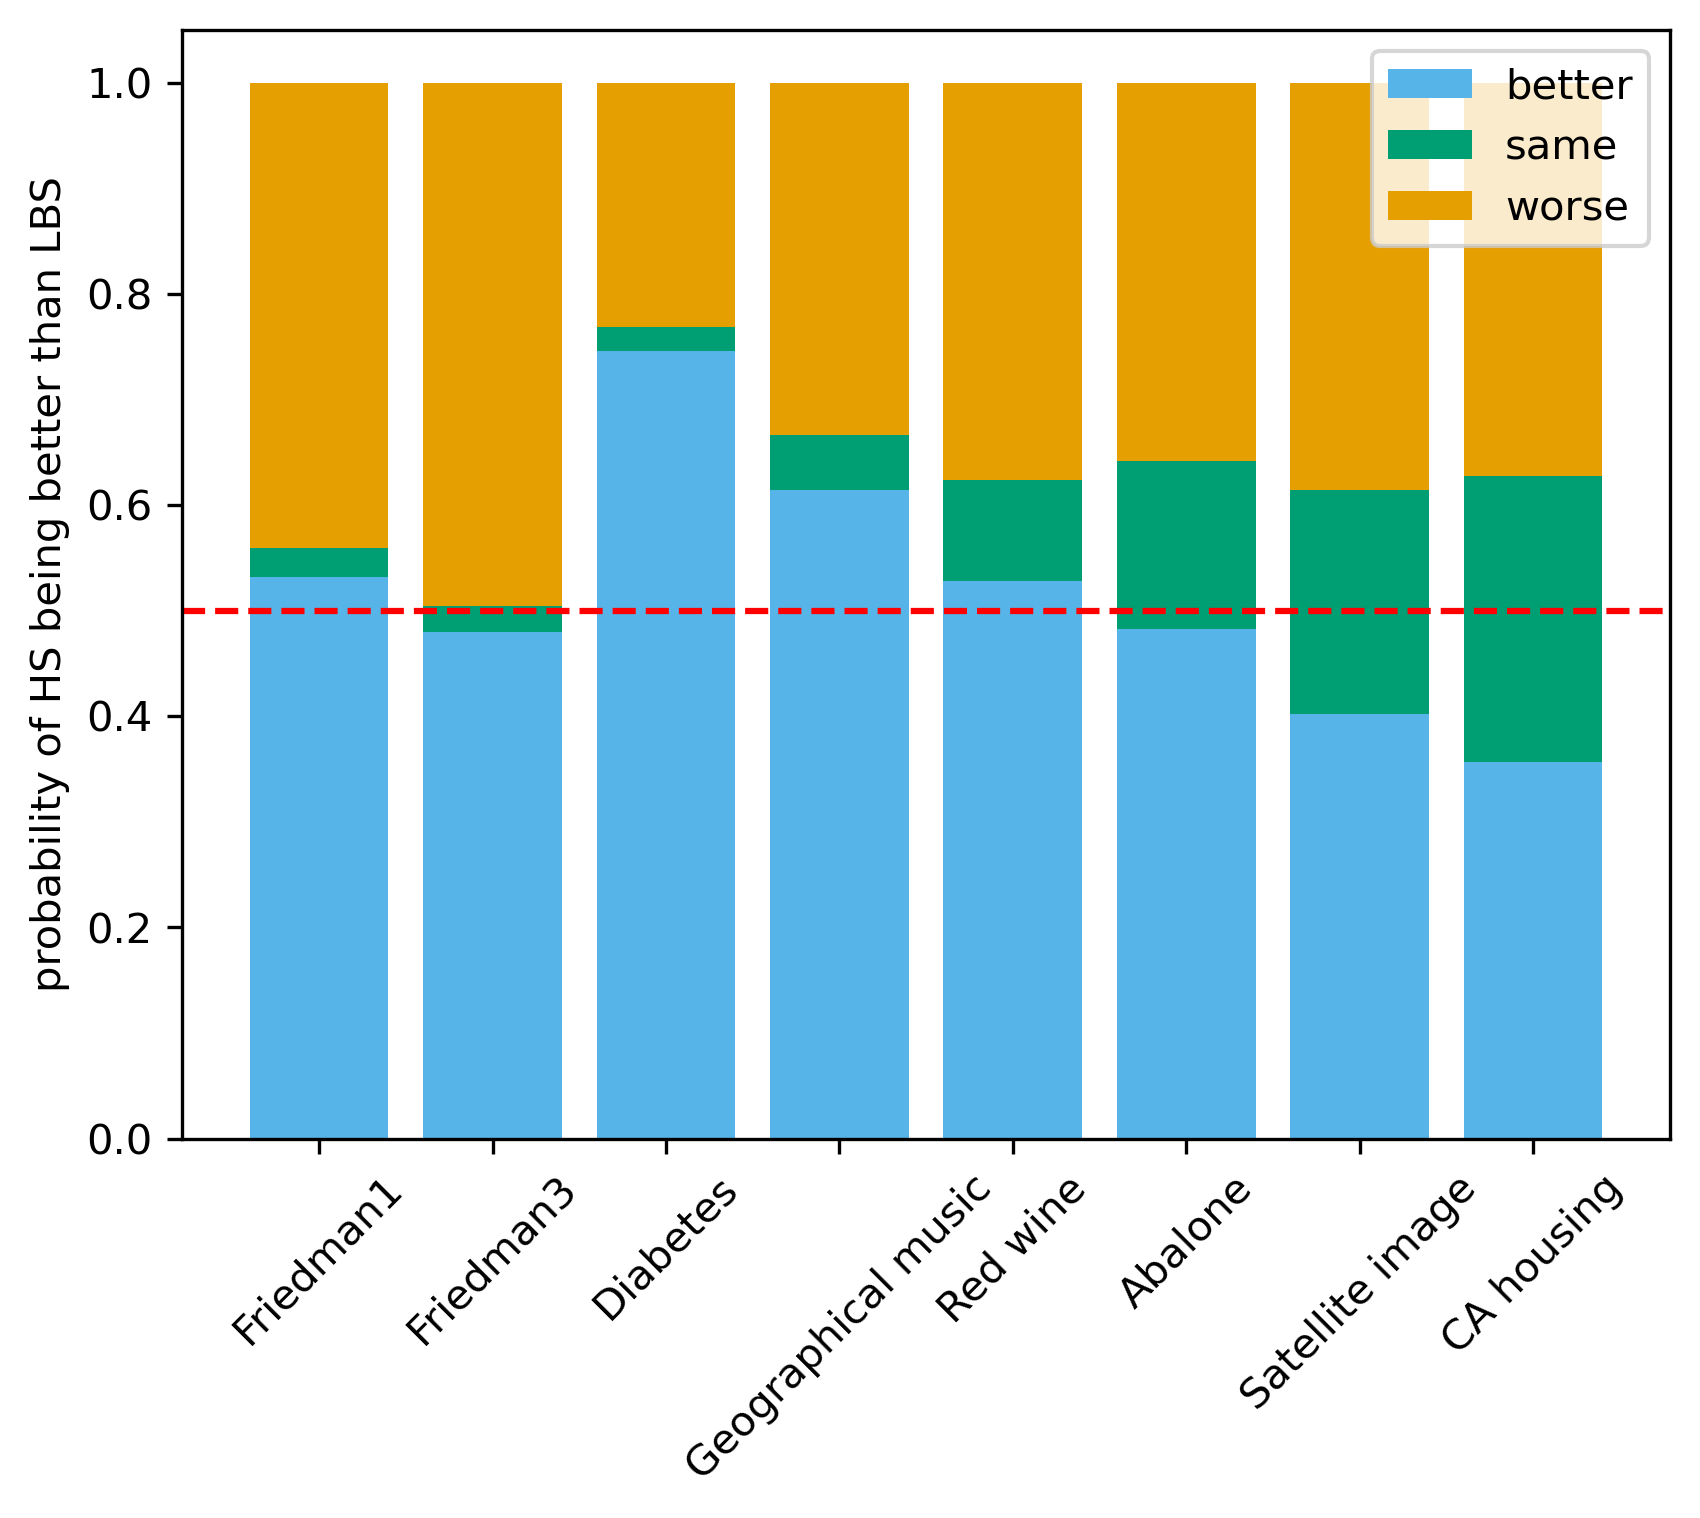 probability of HS being better than LBS
1.0
0.8
0.6
0.4
0.2
0.0
better
same
worse
Friedman1
Friedman3
Diabetes
Geographical music
Red wine
Abalone
Satellite image
CA housing